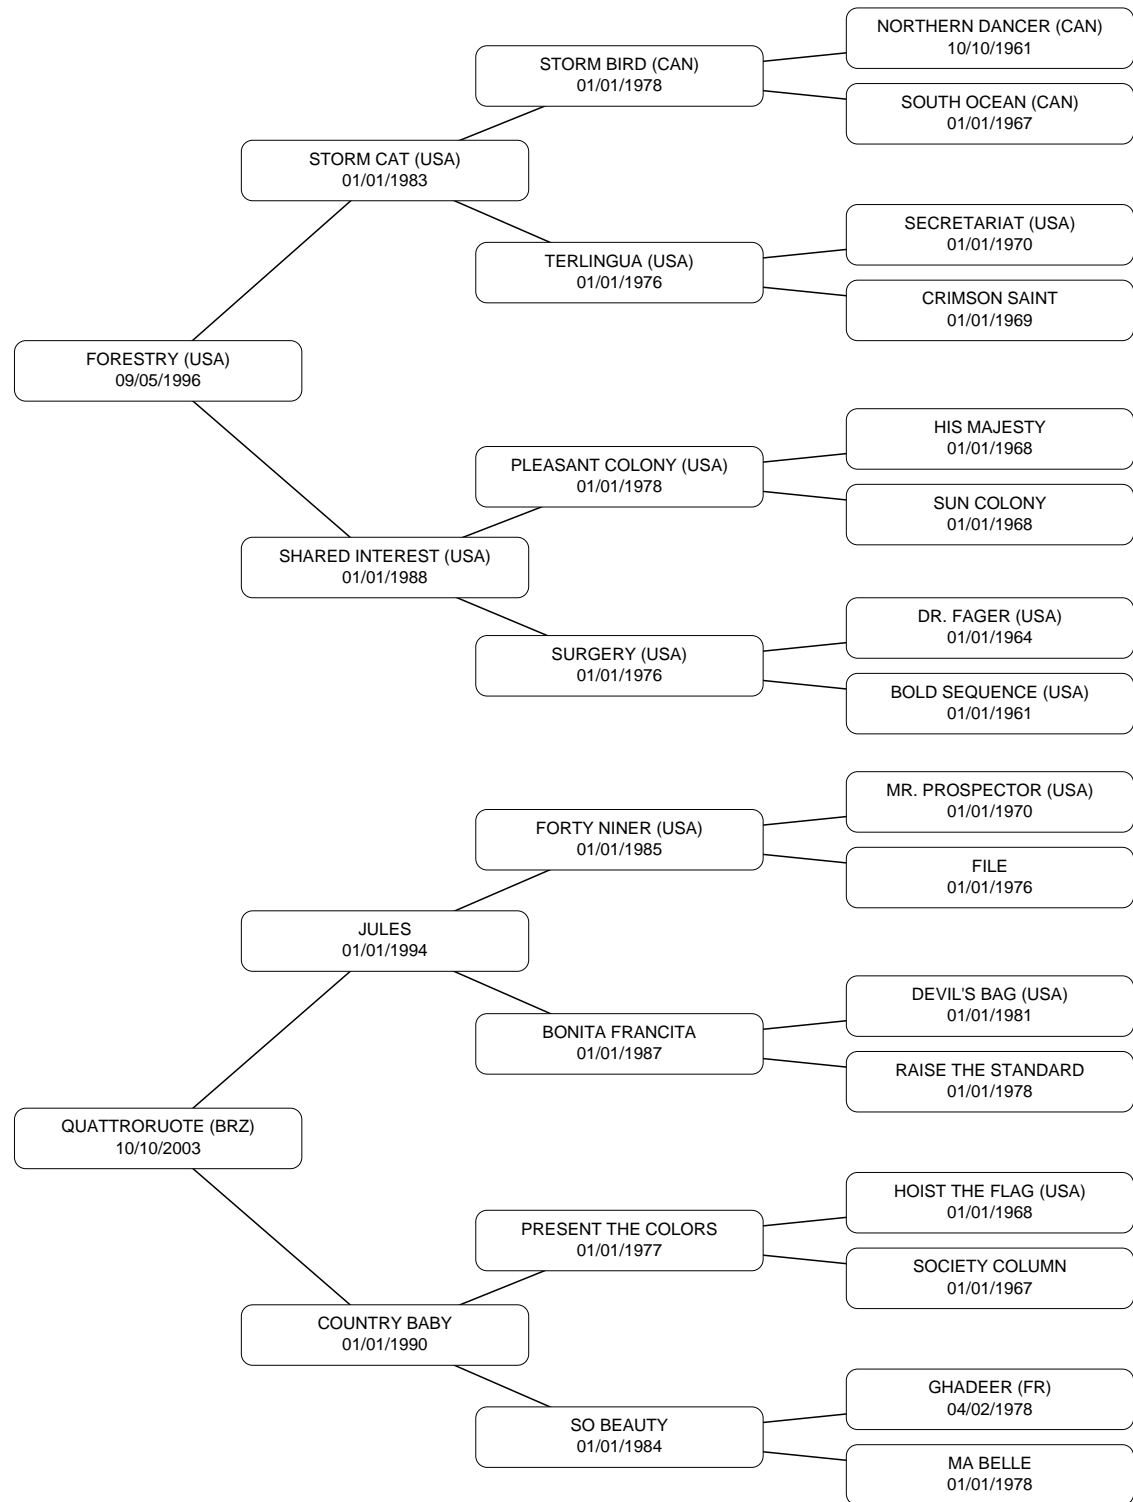 NORTHERN DANCER (CAN)
10/10/1961
STORM BIRD (CAN)
01/01/1978
SOUTH OCEAN (CAN)
01/01/1967
STORM CAT (USA)
01/01/1983
SECRETARIAT (USA)
01/01/1970
TERLINGUA (USA)
01/01/1976
CRIMSON SAINT
01/01/1969
FORESTRY (USA)
09/05/1996
HIS MAJESTY
01/01/1968
PLEASANT COLONY (USA)
01/01/1978
SUN COLONY
01/01/1968
SHARED INTEREST (USA)
01/01/1988
DR. FAGER (USA)
01/01/1964
SURGERY (USA)
01/01/1976
BOLD SEQUENCE (USA)
01/01/1961
MR. PROSPECTOR (USA)
01/01/1970
FORTY NINER (USA)
01/01/1985
FILE
01/01/1976
JULES
01/01/1994
DEVIL'S BAG (USA)
01/01/1981
BONITA FRANCITA
01/01/1987
RAISE THE STANDARD
01/01/1978
QUATTRORUOTE (BRZ)
10/10/2003
HOIST THE FLAG (USA)
01/01/1968
PRESENT THE COLORS
01/01/1977
SOCIETY COLUMN
01/01/1967
COUNTRY BABY
01/01/1990
GHADEER (FR)
04/02/1978
SO BEAUTY
01/01/1984
MA BELLE
01/01/1978